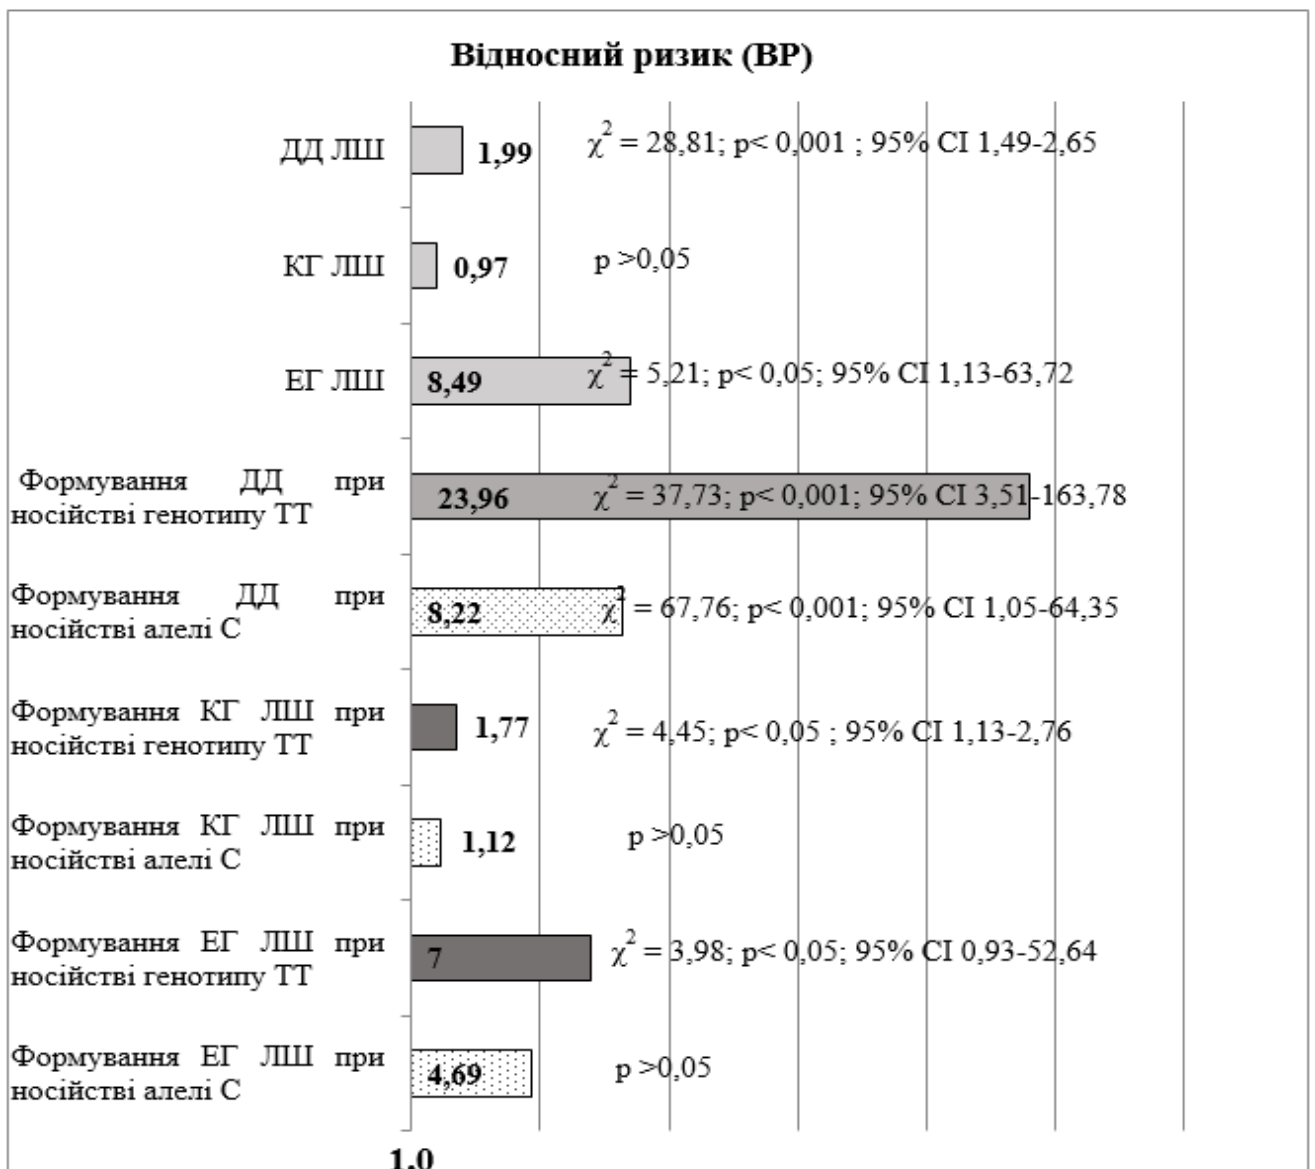 Відносний ризик (ВР)
ДД ЛШ
1,99
χ² = 28,81; p< 0,001 ; 95% CI 1,49-2,65
КГ ЛШ
0,97
p >0,05
ЕГ ЛШ
8,49
χ² = 5,21; p< 0,05; 95% CI 1,13-63,72
Формування ДД при
носійстві генотипу ТТ
23,96
χ² = 37,73; p< 0,001; 95% CI 3,51-163,78
Формування ДД при
носійстві алелі С
8,22
χ² = 67,76; p< 0,001; 95% CI 1,05-64,35
Формування КГ ЛШ при
носійстві генотипу ТТ
1,77
χ² = 4,45; p< 0,05 ; 95% CI 1,13-2,76
Формування КГ ЛШ при
носійстві алелі С
1,12
p >0,05
Формування ЕГ ЛШ при
носійстві генотипу ТТ
7
χ² = 3,98; p< 0,05; 95% CI 0,93-52,64
Формування ЕГ ЛШ при
носійстві алелі С
4,69
p >0,05
1,0